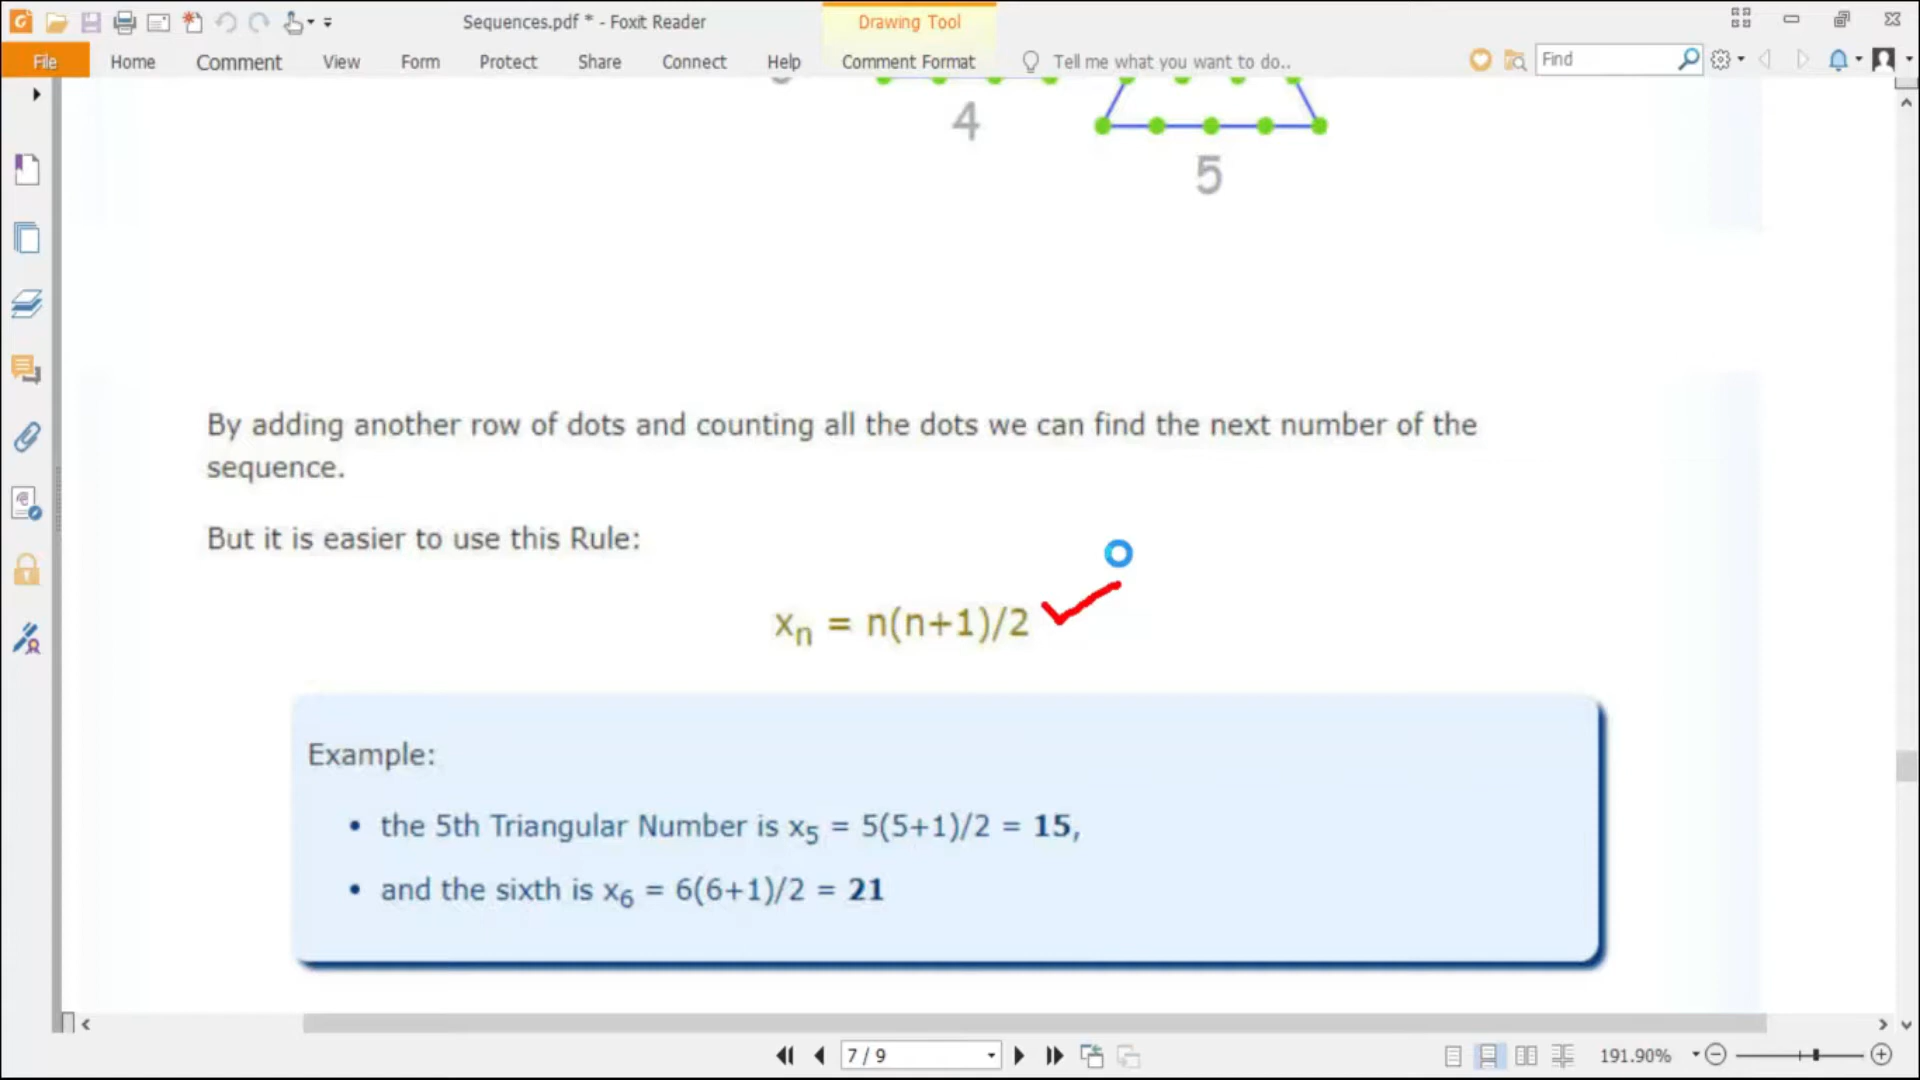 Sequences.pdf * - Foxit Reader
Drawing Tool
File Home Comment View Form Protect Share Connect Help Comment Format Tell me what you want to do.. Find
4
5
By adding another row of dots and counting all the dots we can find the next number of the
sequence.
But it is easier to use this Rule:
xn = n(n+1)/2
Example:
• the 5th Triangular Number is x5 = 5(5+1)/2 = 15,
• and the sixth is x6 = 6(6+1)/2 = 21
7 / 9
191.90%